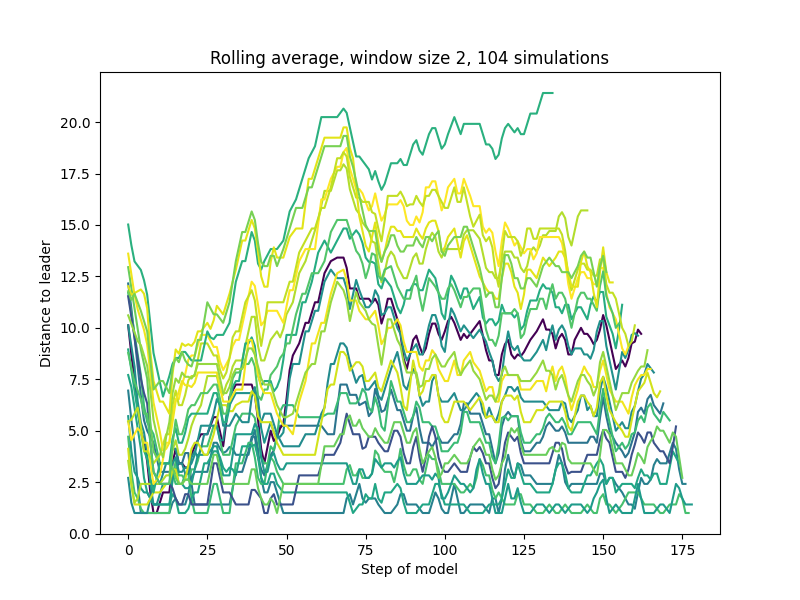 Rolling average, window size 2, 104 simulations
20.0
17.5
15.0
12.5
10.0
7.5
5.0
2.5
0.0
Distance to leader
0 25 50 75 100 125 150 175
Step of model